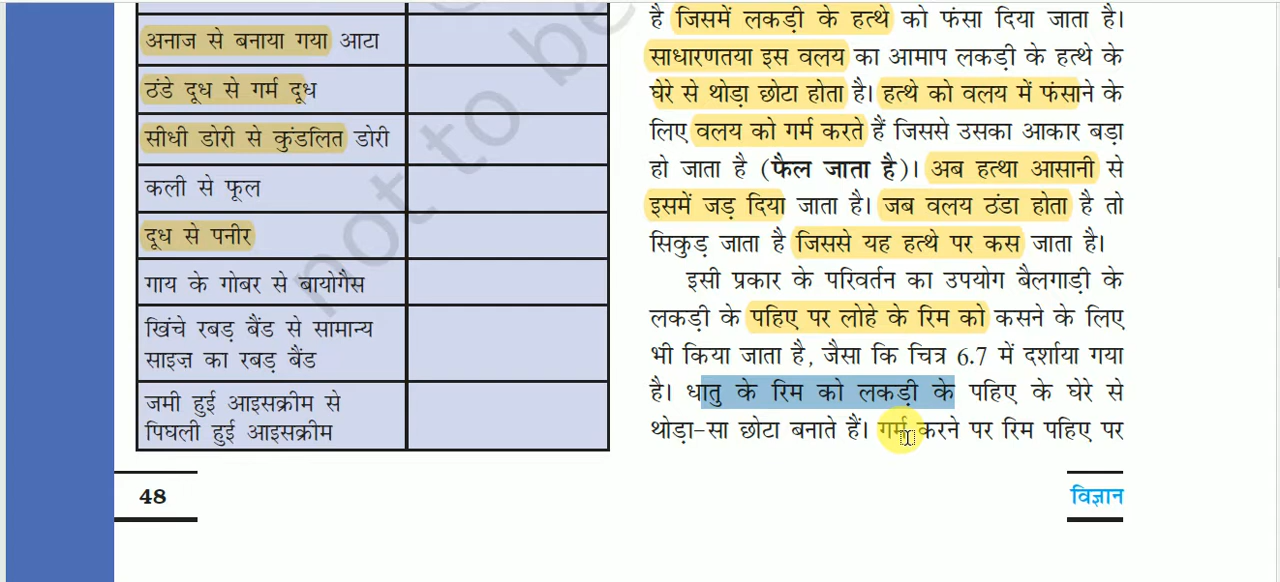 अनाज से बनाया गया आटा
ठंडे दूध से गर्म दूध
सीधी डोरी से कुंडलित डोरी
कली से फूल
दूध से पनीर
गाय के गोबर से बायोगैस
खिंचे रबड़ बैंड से सामान्य
साइज़ का रबड़ बैंड
जमी हुई आइसक्रीम से
पिघली हुई आइसक्रीम
है जिसमें लकड़ी के हत्थे को फंसा दिया जाता है।
साधारणतया इस वलय का आमाप लकड़ी के हत्थे के
घेरे से थोड़ा छोटा होता है। हत्थे को वलय में फंसाने के
लिए वलय को गर्म करते हैं जिससे उसका आकार बड़ा
हो जाता है (फैल जाता है)। अब हत्था आसानी से
इसमें जड़ दिया जाता है। जब वलय ठंडा होता है तो
सिकुड़ जाता है जिससे यह हत्थे पर कस जाता है।
इसी प्रकार के परिवर्तन का उपयोग बैलगाड़ी के
लकड़ी के पहिए पर लोहे के रिम को कसने के लिए
भी किया जाता है, जैसा कि चित्र 6.7 में दर्शाया गया
है। धातु के रिम को लकड़ी के पहिए के घेरे से
थोड़ा-सा छोटा बनाते हैं। गर्म करने पर रिम पहिए पर
not to be
48
विज्ञान